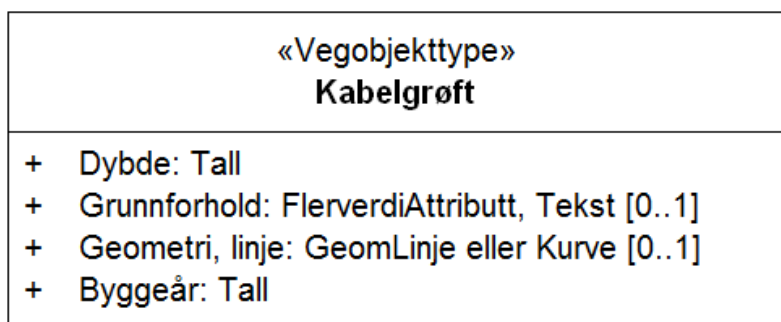 «Vegobjekttype»
Kabelgrøft
+ Dybde: Tall
+ Grunnforhold: FlerverdiAttributt, Tekst [0..1]
+ Geometri, linje: GeomLinje eller Kurve [0..1]
+ Byggeår: Tall